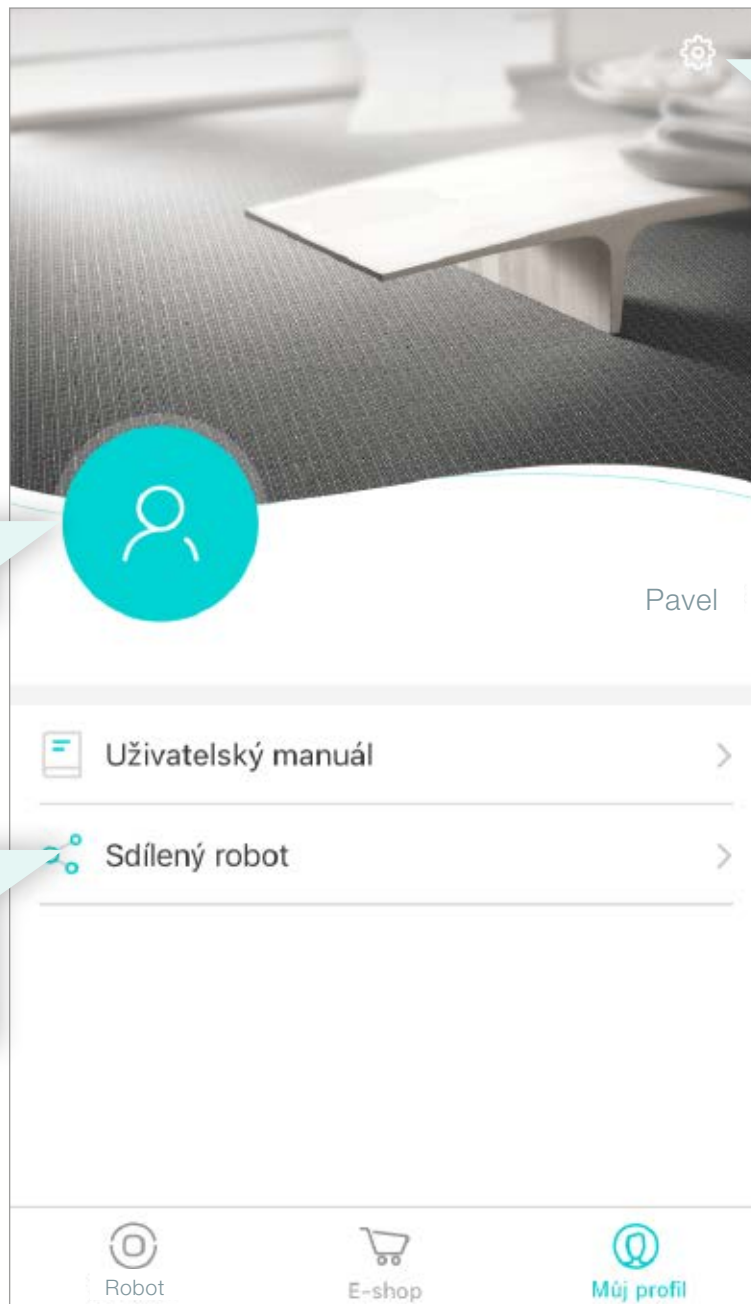 Pavel
Uživatelský manuál
Sdílený robot
Robot
E-shop
Můj profil